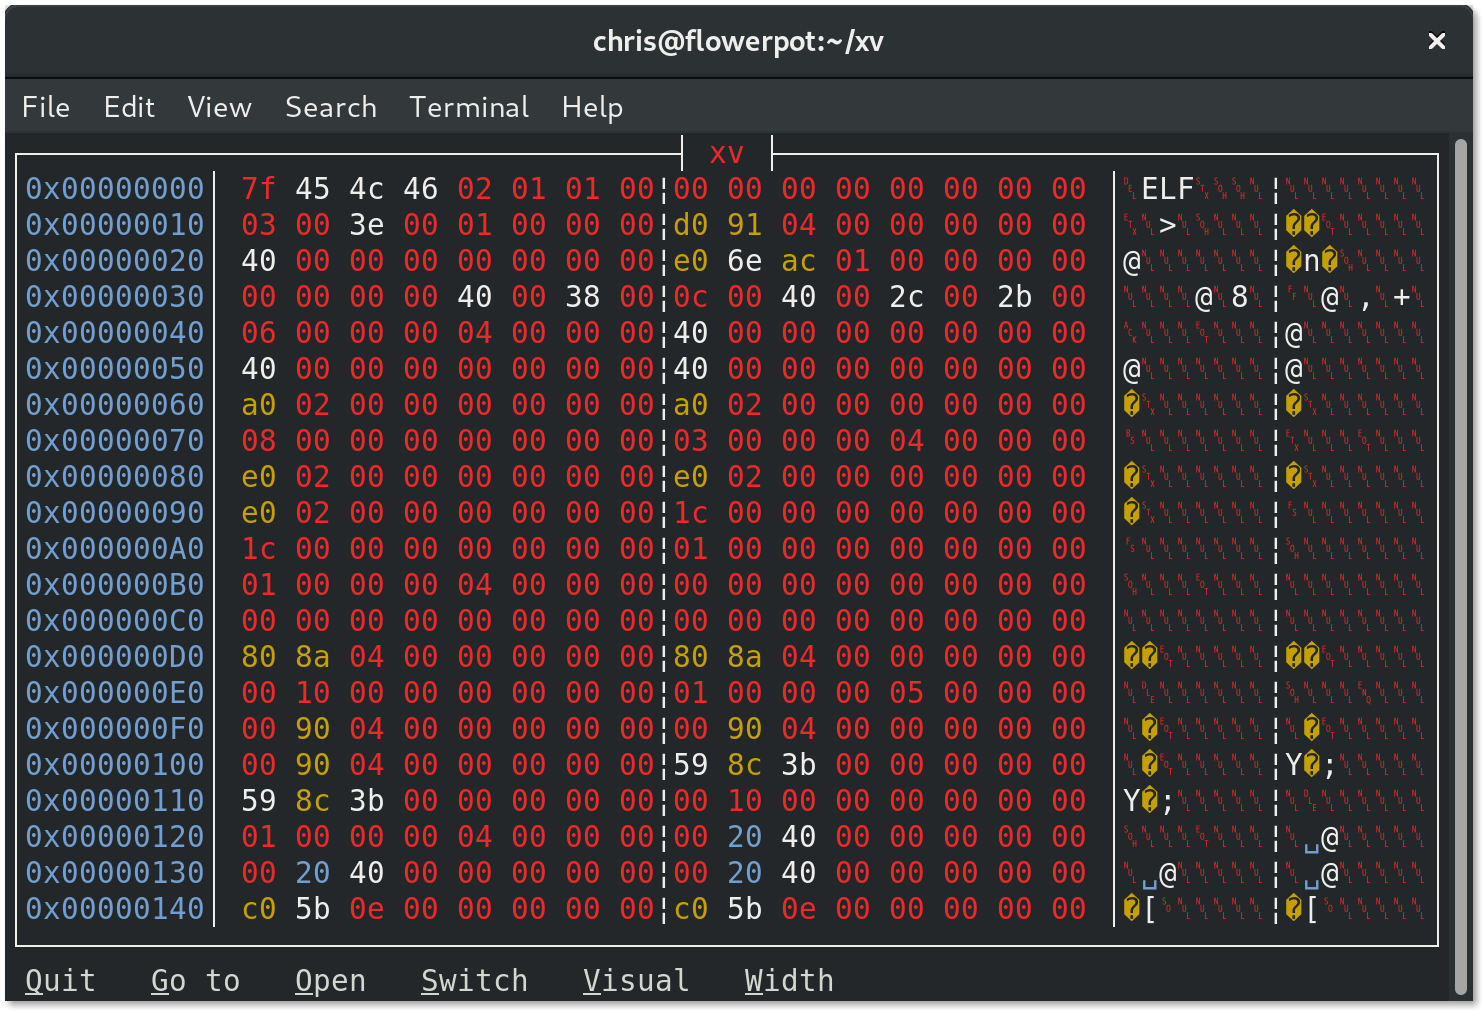 chris@flowerpot:~/xv ×
File Edit View Search Terminal Help
xv
0x00000000 7f 45 4c 46 02 01 01 00¦00 00 00 00 00 00 00 00 ␡ELF␂␁␁␀¦␀␀␀␀␀␀␀␀
0x00000010 03 00 3e 00 01 00 00 00¦d0 91 04 00 00 00 00 00 ␃␀>␀␁␀␀␀¦��␄␀␀␀␀␀
0x00000020 40 00 00 00 00 00 00 00¦e0 6e ac 01 00 00 00 00 @␀␀␀␀␀␀␀¦�n�␁␀␀␀␀
0x00000030 00 00 00 00 40 00 38 00¦0c 00 40 00 2c 00 2b 00 ␀␀␀␀@␀8␀¦␌␀@␀,␀+␀
0x00000040 06 00 00 00 04 00 00 00¦40 00 00 00 00 00 00 00 ␆␀␀␀␄␀␀␀¦@␀␀␀␀␀␀␀
0x00000050 40 00 00 00 00 00 00 00¦40 00 00 00 00 00 00 00 @␀␀␀␀␀␀␀¦@␀␀␀␀␀␀␀
0x00000060 a0 02 00 00 00 00 00 00¦a0 02 00 00 00 00 00 00 �␂␀␀␀␀␀␀¦�␂␀␀␀␀␀␀
0x00000070 08 00 00 00 00 00 00 00¦03 00 00 00 04 00 00 00 ␈␀␀␀␀␀␀␀¦␃␀␀␀␄␀␀␀
0x00000080 e0 02 00 00 00 00 00 00¦e0 02 00 00 00 00 00 00 �␂␀␀␀␀␀␀¦�␂␀␀␀␀␀␀
0x00000090 e0 02 00 00 00 00 00 00¦1c 00 00 00 00 00 00 00 �␂␀␀␀␀␀␀¦␜␀␀␀␀␀␀␀
0x000000A0 1c 00 00 00 00 00 00 00¦01 00 00 00 00 00 00 00 ␜␀␀␀␀␀␀␀¦␁␀␀␀␀␀␀␀
0x000000B0 01 00 00 00 04 00 00 00¦00 00 00 00 00 00 00 00 ␁␀␀␀␄␀␀␀¦␀␀␀␀␀␀␀␀
0x000000C0 00 00 00 00 00 00 00 00¦00 00 00 00 00 00 00 00 ␀␀␀␀␀␀␀␀¦␀␀␀␀␀␀␀␀
0x000000D0 80 8a 04 00 00 00 00 00¦80 8a 04 00 00 00 00 00 ��␄␀␀␀␀␀¦��␄␀␀␀␀␀
0x000000E0 00 10 00 00 00 00 00 00¦01 00 00 00 05 00 00 00 ␀␐␀␀␀␀␀␀¦␁␀␀␀␅␀␀␀
0x000000F0 00 90 04 00 00 00 00 00¦00 90 04 00 00 00 00 00 ␀�␄␀␀␀␀␀¦␀�␄␀␀␀␀␀
0x00000100 00 90 04 00 00 00 00 00¦59 8c 3b 00 00 00 00 00 ␀�␄␀␀␀␀␀¦Y�;␀␀␀␀␀
0x00000110 59 8c 3b 00 00 00 00 00¦00 10 00 00 00 00 00 00 Y�;␀␀␀␀␀¦␀␐␀␀␀␀␀␀
0x00000120 01 00 00 00 04 00 00 00¦00 20 40 00 00 00 00 00 ␁␀␀␀␄␀␀␀¦␀␣@␀␀␀␀␀
0x00000130 00 20 40 00 00 00 00 00¦00 20 40 00 00 00 00 00 ␀␣@␀␀␀␀␀¦␀␣@␀␀␀␀␀
0x00000140 c0 5b 0e 00 00 00 00 00¦c0 5b 0e 00 00 00 00 00 �[␎␀␀␀␀␀¦�[␎␀␀␀␀␀
Quit Go to Open Switch Visual Width